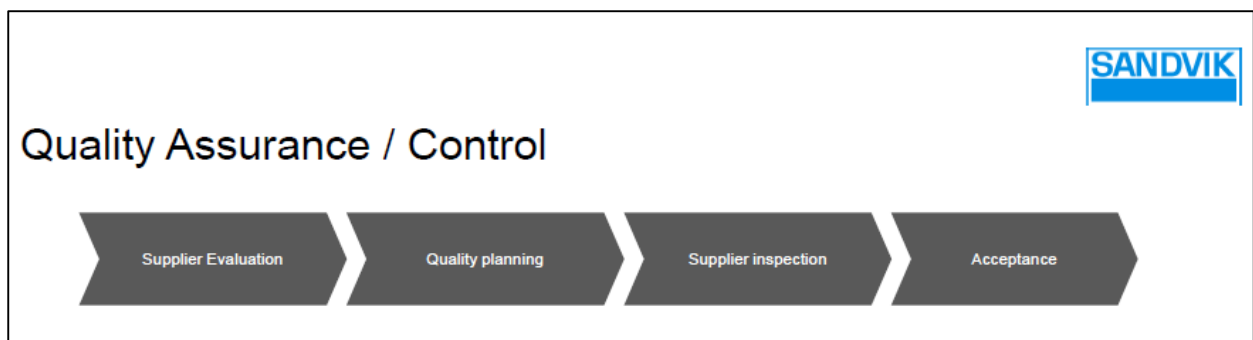 SANDVIK
Quality Assurance / Control
Supplier Evaluation
Quality planning
Supplier inspection
Acceptance